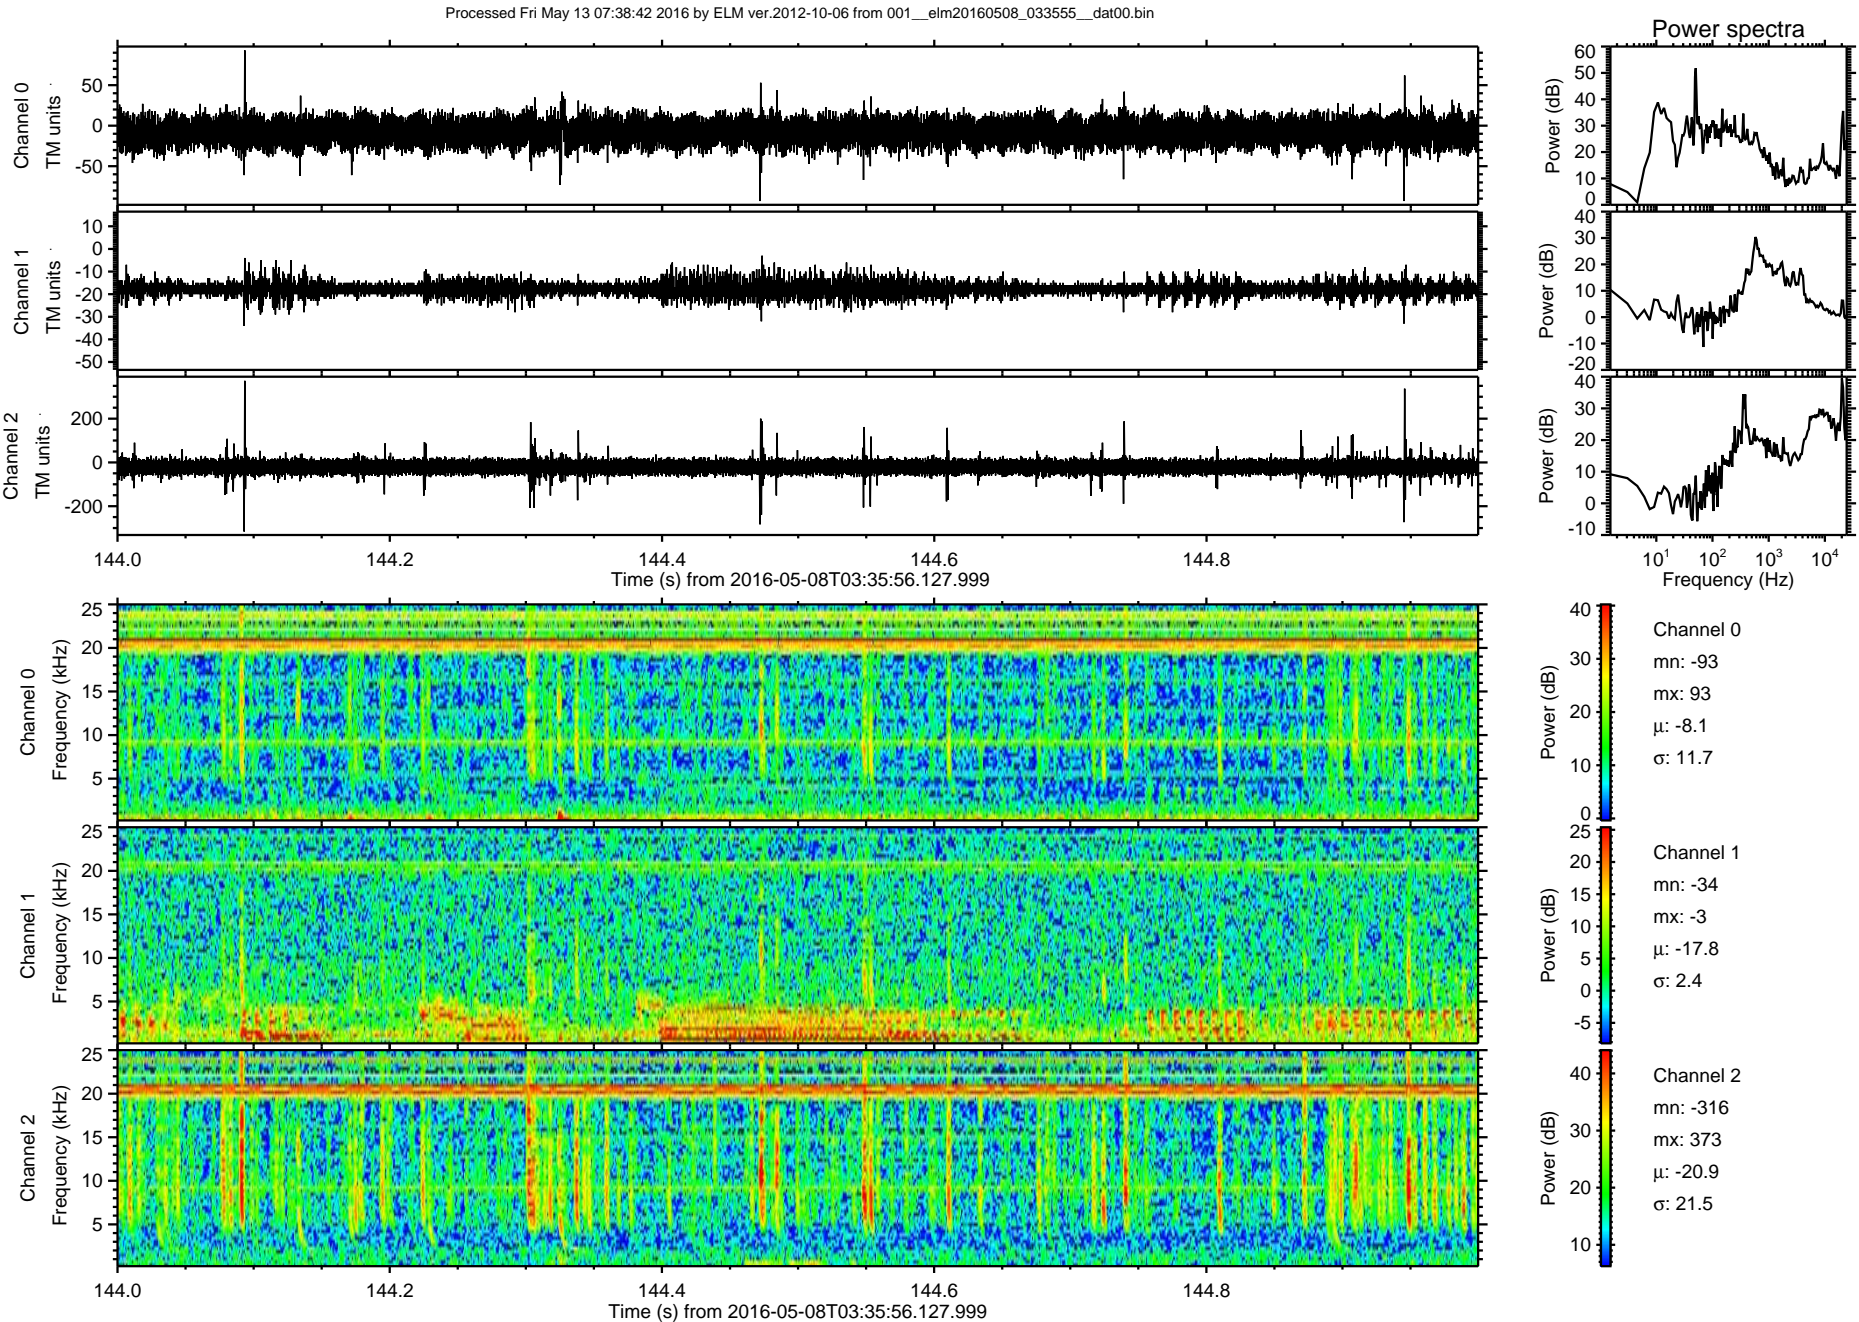 Processed Fri May 13 07:38:42 2016 by ELM ver.2012-10-06 from 001__elm20160508_033555__dat00.bin
Power spectra
Channel 0
TM units
50
0
-50
Power (dB)
60
50
40
30
20
10
0
Channel 1
TM units
10
0
-10
-20
-30
-40
-50
Power (dB)
40
30
20
10
0
-10
-20
Channel 2
TM units
200
0
-200
Power (dB)
40
30
20
10
0
-10
144.0 144.2 144.4 144.6 144.8
Time (s) from 2016-05-08T03:35:56.127.999
10¹ 10² 10³ 10⁴
Frequency (Hz)
Channel 0
Frequency (kHz)
25
20
15
10
5
Power (dB)
40
30
20
10
0
Channel 0
mn: -93
mx: 93
μ: -8.1
σ: 11.7
Channel 1
Frequency (kHz)
25
20
15
10
5
Power (dB)
25
20
15
10
5
0
-5
Channel 1
mn: -34
mx: -3
μ: -17.8
σ: 2.4
Channel 2
Frequency (kHz)
25
20
15
10
5
Power (dB)
40
30
20
10
Channel 2
mn: -316
mx: 373
μ: -20.9
σ: 21.5
144.0 144.2 144.4 144.6 144.8
Time (s) from 2016-05-08T03:35:56.127.999